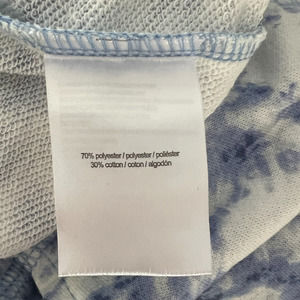 70% polyester / polyester / poliéster
30% cotton / coton / algodón